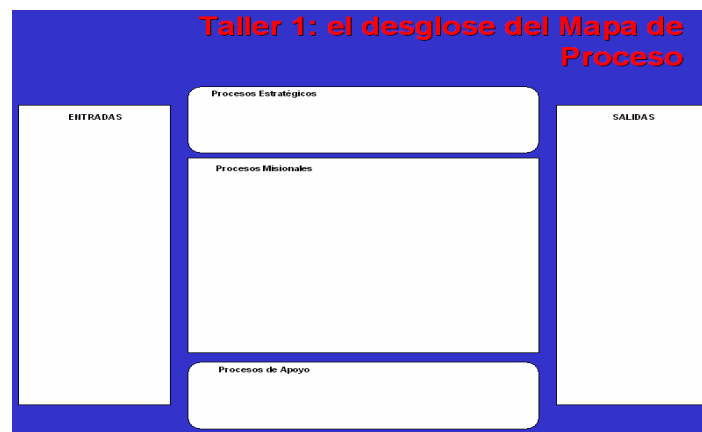 Taller 1: el desglose del Mapa de
Proceso
Procesos Estratégicos
ENTRADAS
SALIDAS
Procesos Misionales
Procesos de Apoyo